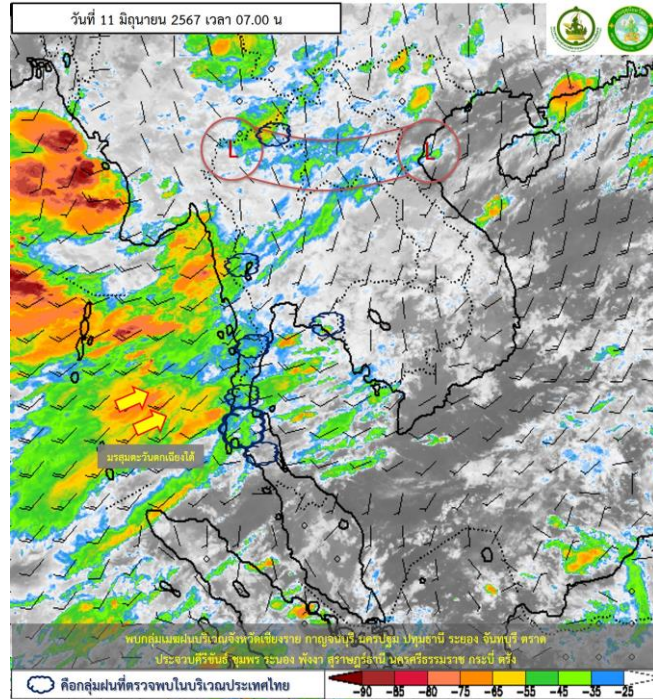 วันที่ 11 มิถุนายน 2567 เวลา 07.00 น
L L
มรสุมตะวันตกเฉียงใต้
พบกลุ่มเมฆฝนบริเวณจังหวัดเชียงราย กาญจนบุรี นครปฐม ปทุมธานี ระยอง จันทบุรี ตราด
ประจวบคีรีขันธ์ ชุมพร ระนอง พังงา สุราษฎร์ธานี นครศรีธรรมราช กระบี่ ตรัง
คือกลุ่มฝนที่ตรวจพบในบริเวณประเทศไทย
-90 -85 -80 -75 -65 -55 -45 -35 -25